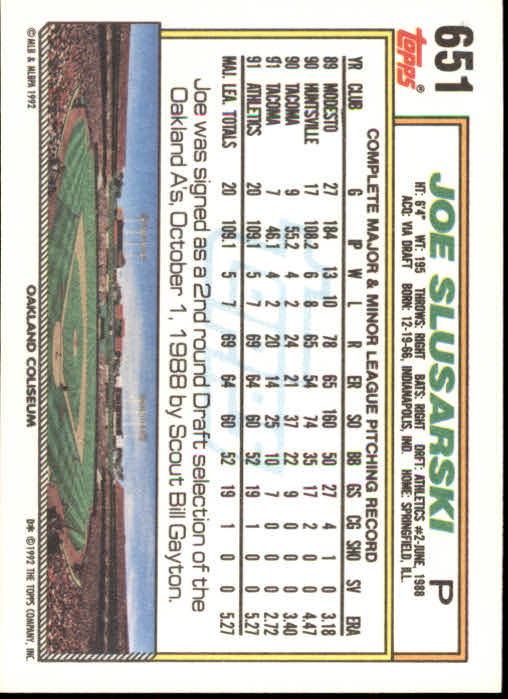 651
TOPPS®
JOE SLUSARSKI P
HT: 6'4" WT: 195 THROWS: RIGHT BATS: RIGHT DRFT: ATHLETICS #2-JUNE, 1988
ACQ: VIA DRAFT BORN: 12-19-66, INDIANAPOLIS, IND. HOME: SPRINGFIELD, ILL.
COMPLETE MAJOR & MINOR LEAGUE PITCHING RECORD
YR CLUB G IP W L R ER SO BB GS CG SHO SV ERA
89 MODESTO 27 184 13 10 78 65 160 50 27 4 1 0 3.18
90 HUNTSVILLE 17 108.2 6 8 65 54 74 35 17 2 0 0 4.47
90 TACOMA 9 55.2 4 2 24 21 37 22 9 0 0 0 3.40
91 TACOMA 7 46.1 4 2 20 14 25 10 7 0 0 0 2.72
91 ATHLETICS 20 109.1 5 7 69 64 60 52 19 1 0 0 5.27
MAJ. LEA. TOTALS 20 109.1 5 7 69 64 60 52 19 1 0 0 5.27
Joe was signed as a 2nd round Draft selection of the
Oakland A's, October 1, 1988 by Scout Bill Gayton.
©MLB & MLBPA 1992
OAKLAND COLISEUM
D* ©1992 THE TOPPS COMPANY, INC.